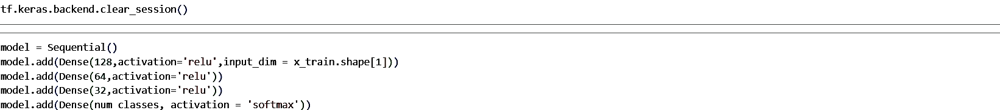 tf.keras.backend.clear_session()
model = Sequential()
model.add(Dense(128,activation='relu',input_dim = x_train.shape[1]))
model.add(Dense(64,activation='relu'))
model.add(Dense(32,activation='relu'))
model.add(Dense(num classes, activation = 'softmax'))